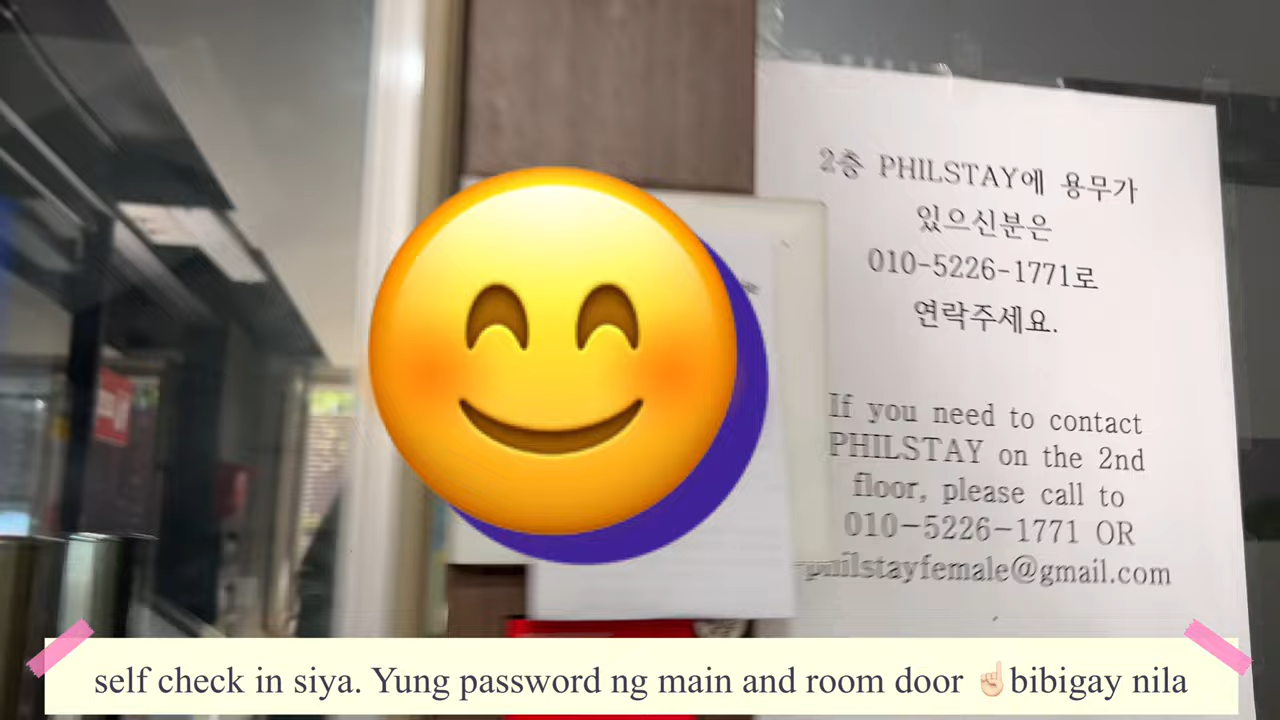 2층 PHILSTAY에 용무가
있으신분은
010-5226-1771로
연락주세요.
If you need to contact
PHILSTAY on the 2nd
floor, please call to
010-5226-1771 OR
philstayfemale@gmail.com
self check in siya. Yung password ng main and room door ☝🏻bibigay nila